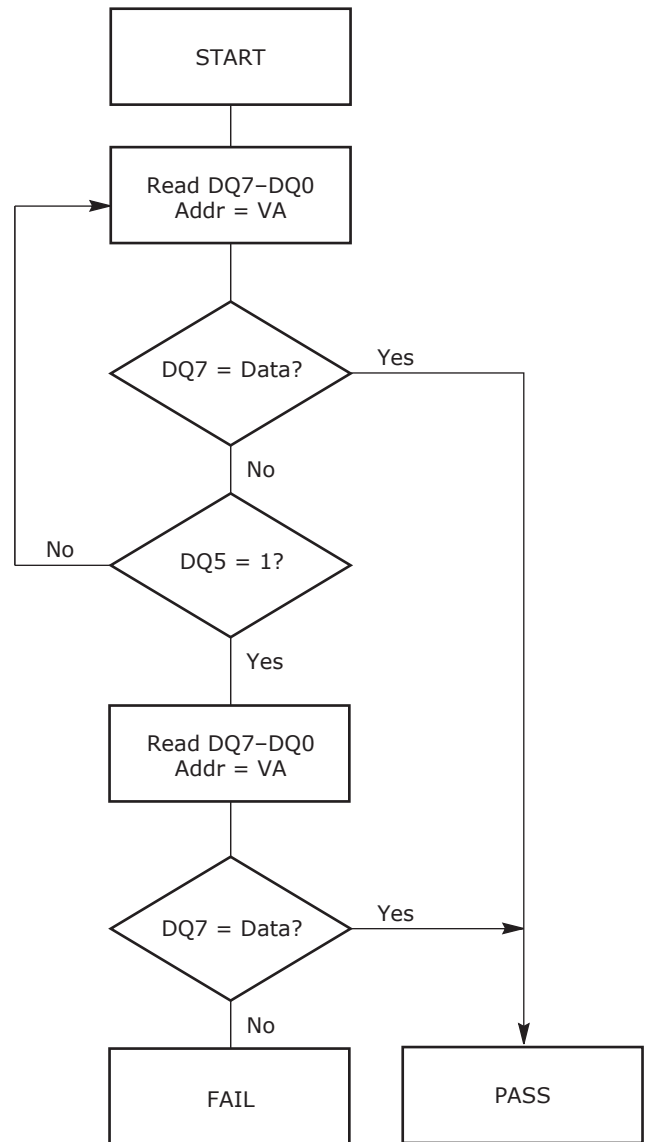 START
Read DQ7–DQ0
Addr = VA
DQ7 = Data?
Yes
No
No
DQ5 = 1?
Yes
Read DQ7–DQ0
Addr = VA
DQ7 = Data?
Yes
No
FAIL
PASS